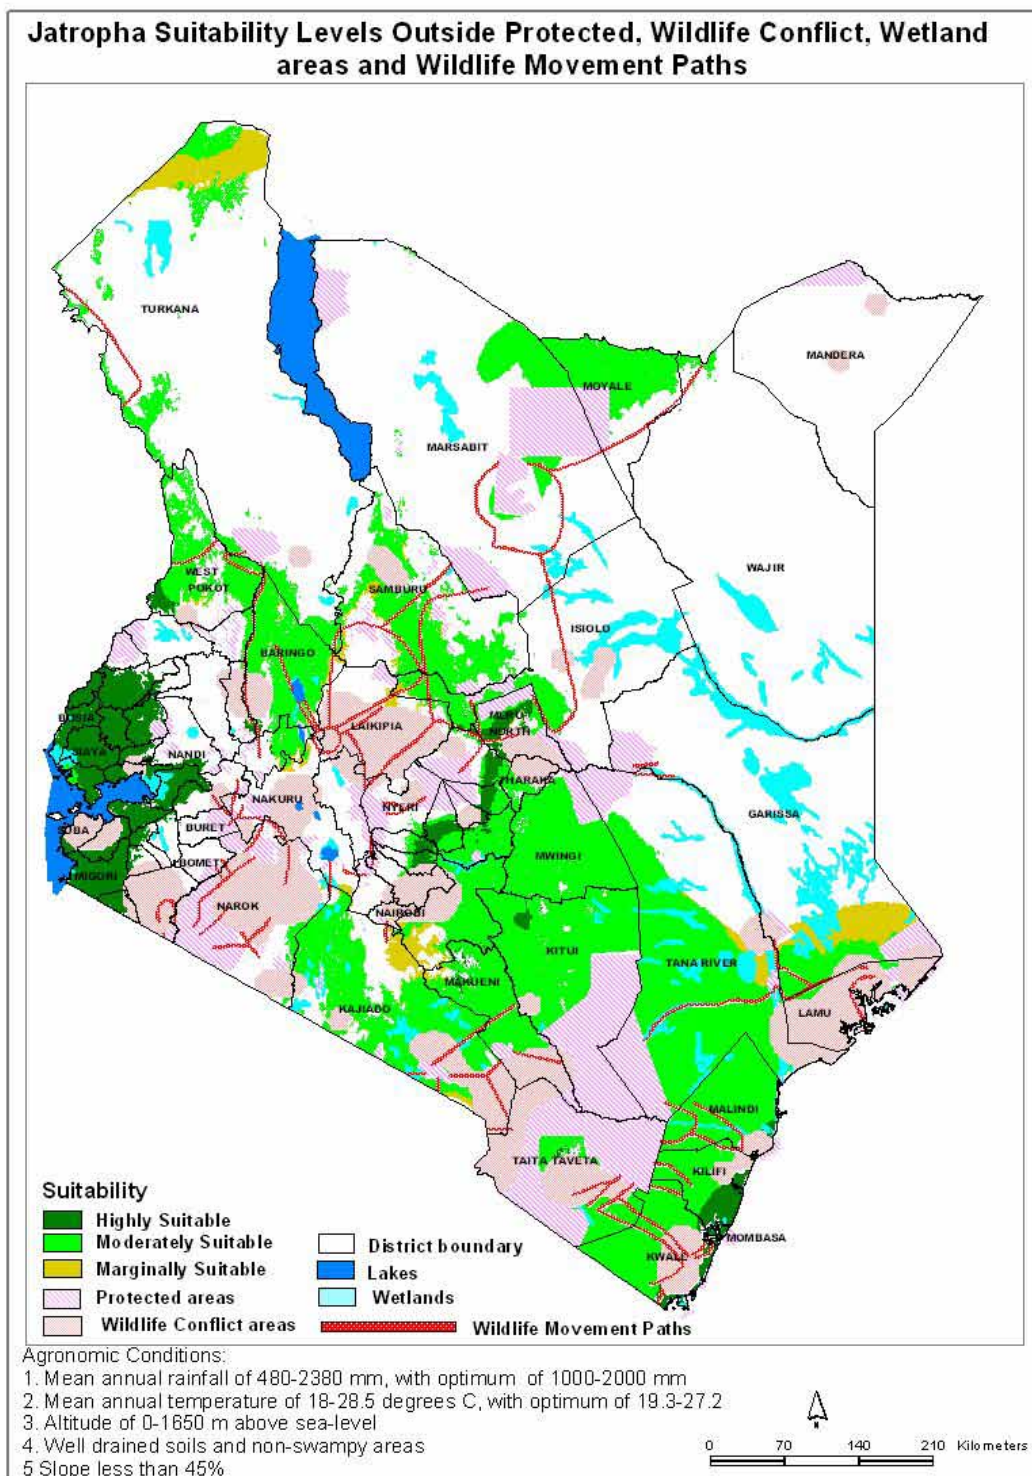 Jatropha Suitability Levels Outside Protected, Wildlife Conflict, Wetland
areas and Wildlife Movement Paths
TURKANA
MANDERA
MOYALE
MARSABIT
WAJIR
WEST
POKOT
SAMBURU
ISIOLO
BARINGO
BUSIA
MERU
NORTH
LAIKIPIA
SIAYA
NANDI
THARAKA
NAKURU
NYERI
GARISSA
SUBA
BURET
MWINGI
BOMET
MIGORI
NAROK
NAIROBI
KITUI
TANA RIVER
MAKUENI
KAJIADO
LAMU
MALINDI
TAITA TAVETA
KILIFI
MOMBASA
KWALE
Suitability
Highly Suitable
Moderately Suitable
Marginally Suitable
Protected areas
Wildlife Conflict areas
District boundary
Lakes
Wetlands
Wildlife Movement Paths
Agronomic Conditions:
1. Mean annual rainfall of 480-2380 mm, with optimum of 1000-2000 mm
2. Mean annual temperature of 18-28.5 degrees C, with optimum of 19.3-27.2
3. Altitude of 0-1650 m above sea-level
4. Well drained soils and non-swampy areas
5 Slope less than 45%
0 70 140 210 Kilometers